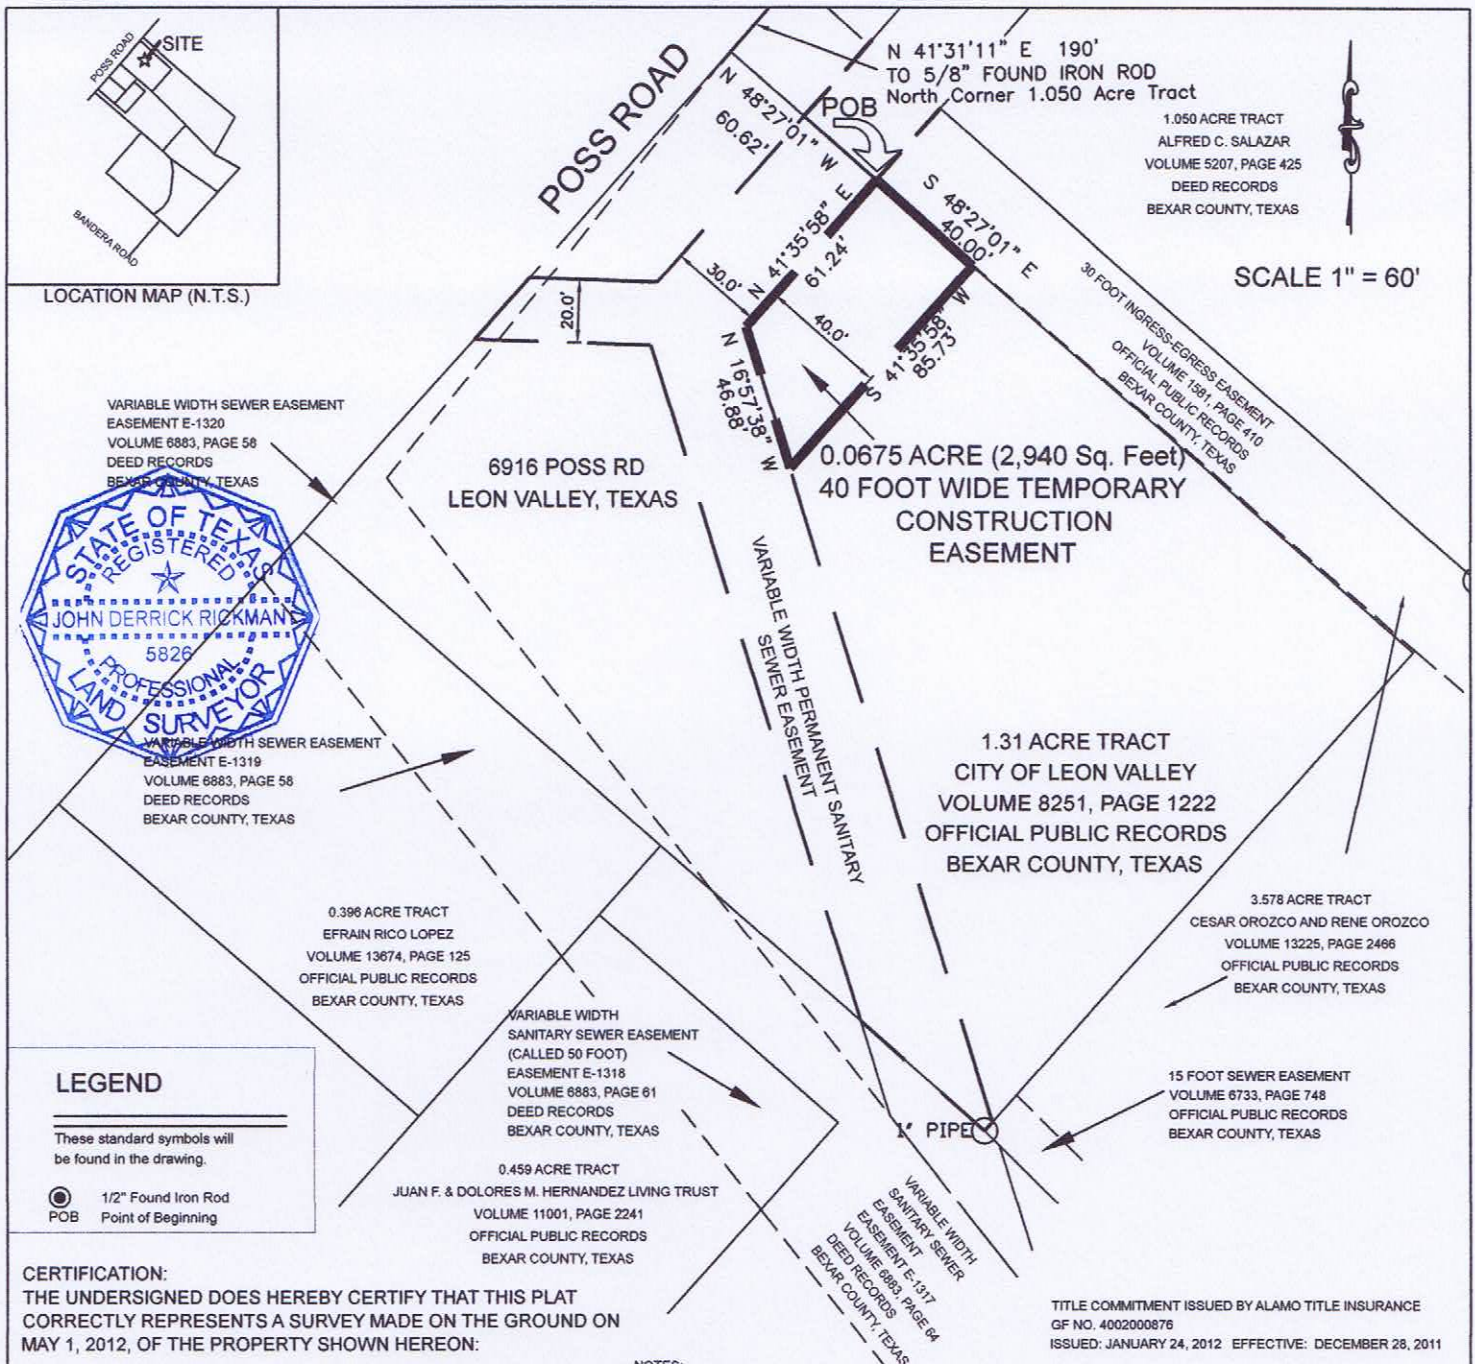 SITE
POSS ROAD
BANDERA ROAD
LOCATION MAP (N.T.S.)
POSS ROAD
N 48°27'01" W
60.62'
N 41°31'11" E 190'
TO 5/8" FOUND IRON ROD
North Corner 1.050 Acre Tract
POB
1.050 ACRE TRACT
ALFRED C. SALAZAR
VOLUME 5207, PAGE 425
DEED RECORDS
BEXAR COUNTY, TEXAS
SCALE 1" = 60'
S 48°27'01" E
40.00'
N 41°35'58" E
61.24'
30.0'
40.0'
20.0'
S 41°35'58" W
85.73'
N 16°57'38" W
46.88'
30 FOOT INGRESS-EGRESS EASEMENT
VOLUME 1581, PAGE 410
OFFICIAL PUBLIC RECORDS
BEXAR COUNTY, TEXAS
VARIABLE WIDTH SEWER EASEMENT
EASEMENT E-1320
VOLUME 6883, PAGE 58
DEED RECORDS
BEXAR COUNTY, TEXAS
6916 POSS RD
LEON VALLEY, TEXAS
0.0675 ACRE (2,940 Sq. Feet)
40 FOOT WIDE TEMPORARY
CONSTRUCTION
EASEMENT
STATE OF TEXAS
REGISTERED
JOHN DERRICK RICKMAN
5826
PROFESSIONAL
LAND SURVEYOR
VARIABLE WIDTH PERMANENT SANITARY
SEWER EASEMENT
VARIABLE WIDTH SEWER EASEMENT
EASEMENT E-1319
VOLUME 6883, PAGE 58
DEED RECORDS
BEXAR COUNTY, TEXAS
1.31 ACRE TRACT
CITY OF LEON VALLEY
VOLUME 8251, PAGE 1222
OFFICIAL PUBLIC RECORDS
BEXAR COUNTY, TEXAS
0.396 ACRE TRACT
EFRAIN RICO LOPEZ
VOLUME 13674, PAGE 125
OFFICIAL PUBLIC RECORDS
BEXAR COUNTY, TEXAS
3.578 ACRE TRACT
CESAR OROZCO AND RENE OROZCO
VOLUME 13225, PAGE 2466
OFFICIAL PUBLIC RECORDS
BEXAR COUNTY, TEXAS
VARIABLE WIDTH
SANITARY SEWER EASEMENT
(CALLED 50 FOOT)
EASEMENT E-1318
VOLUME 6883, PAGE 61
DEED RECORDS
BEXAR COUNTY, TEXAS
15 FOOT SEWER EASEMENT
VOLUME 6733, PAGE 748
OFFICIAL PUBLIC RECORDS
BEXAR COUNTY, TEXAS
1" PIPE
LEGEND
These standard symbols will
be found in the drawing.
1/2" Found Iron Rod
POB Point of Beginning
0.459 ACRE TRACT
JUAN F. & DOLORES M. HERNANDEZ LIVING TRUST
VOLUME 11001, PAGE 2241
OFFICIAL PUBLIC RECORDS
BEXAR COUNTY, TEXAS
VARIABLE WIDTH
SANITARY SEWER
EASEMENT
EASEMENT E-1317
VOLUME 6883, PAGE 64
DEED RECORDS
BEXAR COUNTY, TEXAS
CERTIFICATION:
THE UNDERSIGNED DOES HEREBY CERTIFY THAT THIS PLAT
CORRECTLY REPRESENTS A SURVEY MADE ON THE GROUND ON
MAY 1, 2012, OF THE PROPERTY SHOWN HEREON:
TITLE COMMITMENT ISSUED BY ALAMO TITLE INSURANCE
GF NO. 4002000876
ISSUED: JANUARY 24, 2012 EFFECTIVE: DECEMBER 28, 2011